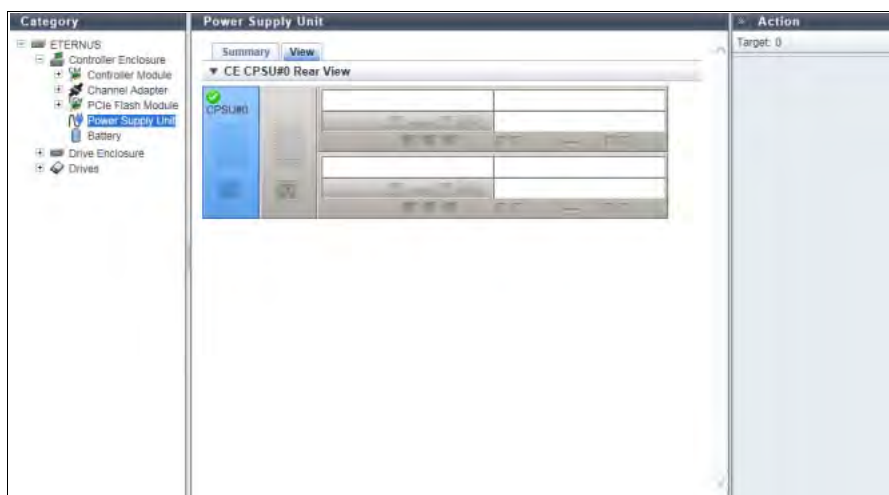 Category
ETERNUS
Controller Enclosure
Controller Module
Channel Adapter
PCIe Flash Module
Power Supply Unit
Battery
Drive Enclosure
Drives
Power Supply Unit
Summary View
▼ CE CPSU#0 Rear View
CPSU#0
» Action
Target: 0